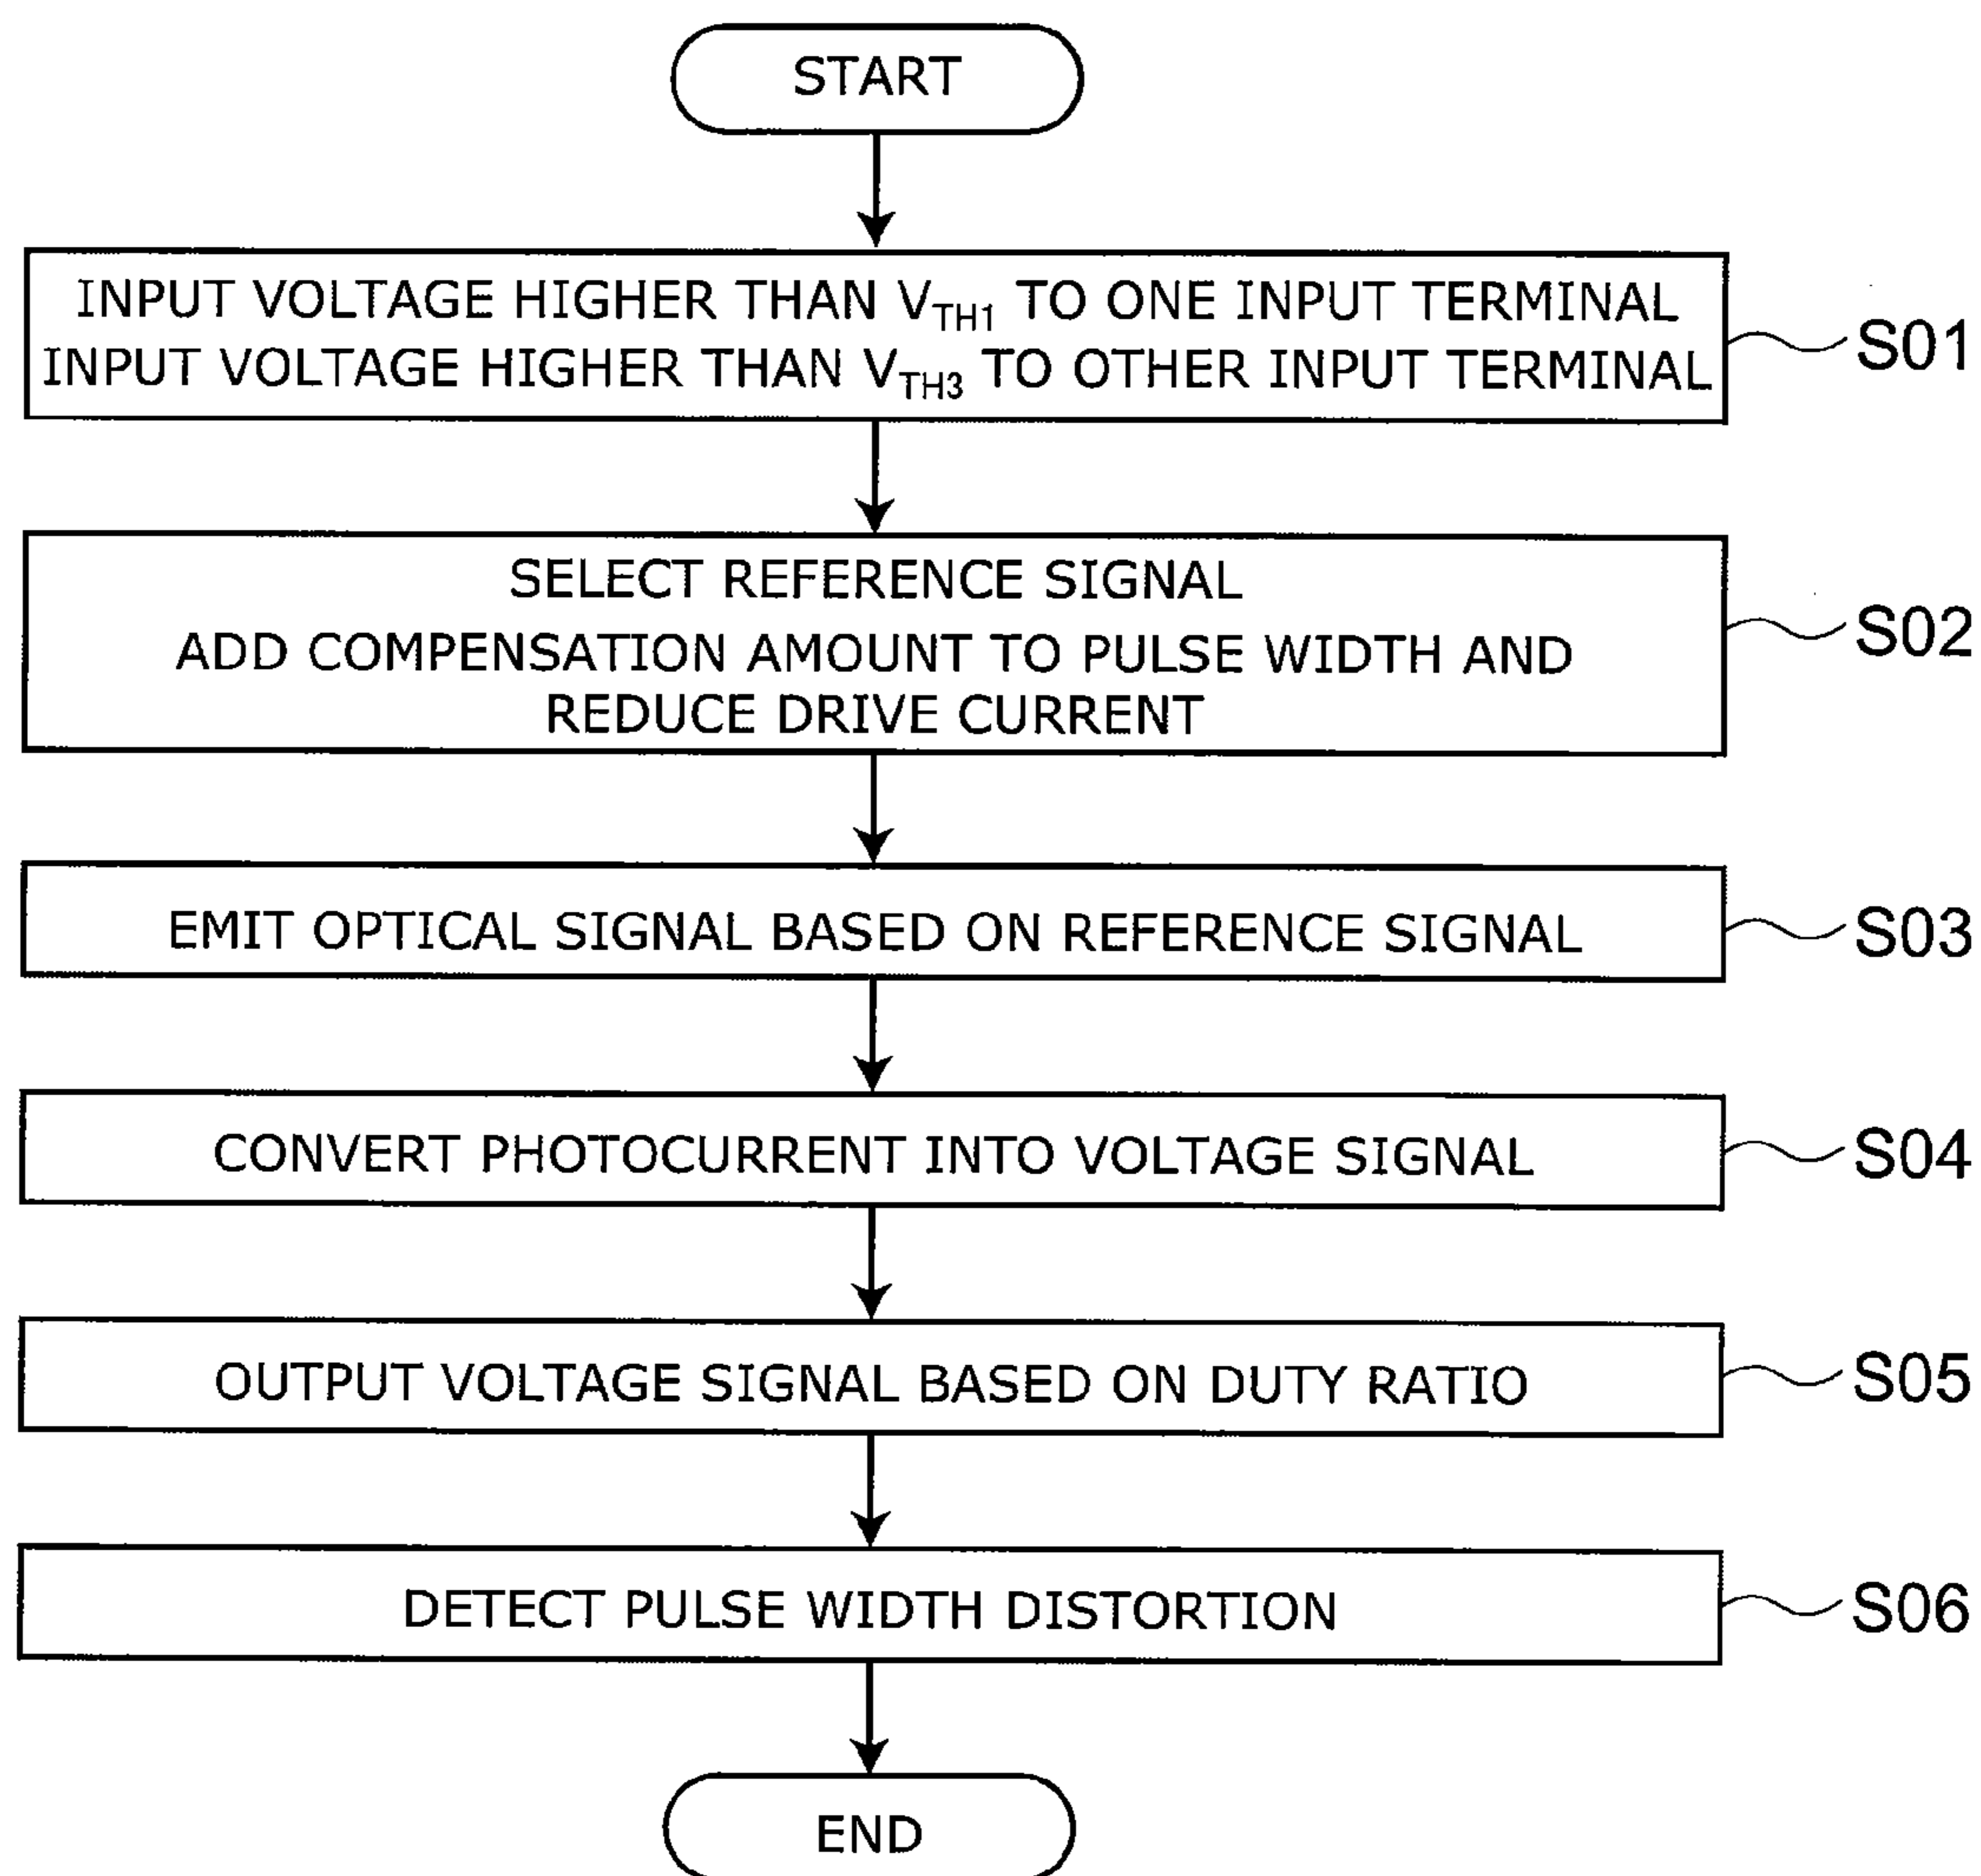 START
INPUT VOLTAGE HIGHER THAN VTH1 TO ONE INPUT TERMINAL
INPUT VOLTAGE HIGHER THAN VTH3 TO OTHER INPUT TERMINAL
S01
SELECT REFERENCE SIGNAL
ADD COMPENSATION AMOUNT TO PULSE WIDTH AND
REDUCE DRIVE CURRENT
S02
EMIT OPTICAL SIGNAL BASED ON REFERENCE SIGNAL
S03
CONVERT PHOTOCURRENT INTO VOLTAGE SIGNAL
S04
OUTPUT VOLTAGE SIGNAL BASED ON DUTY RATIO
S05
DETECT PULSE WIDTH DISTORTION
S06
END